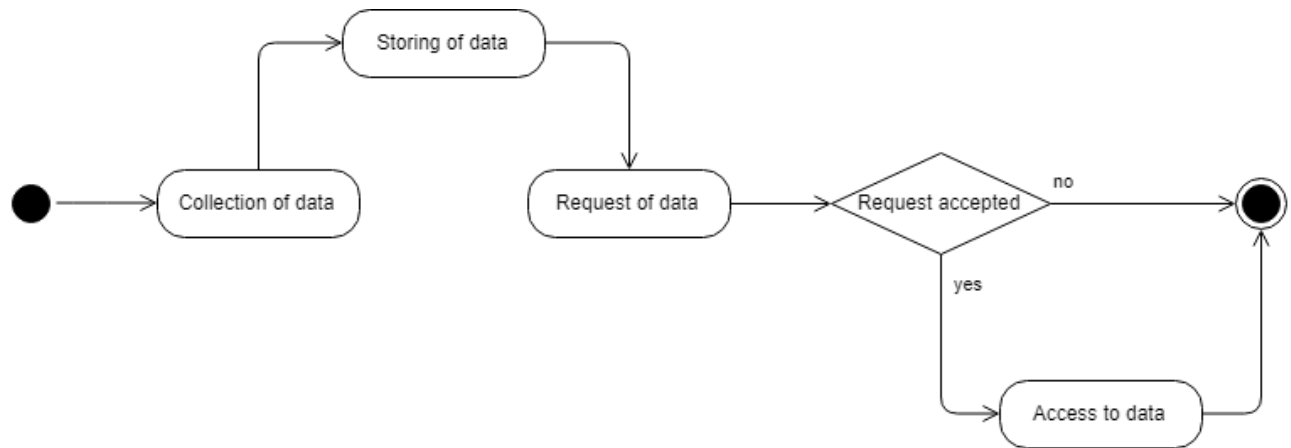 Storing of data
Collection of data
Request of data
Request accepted
no
yes
Access to data